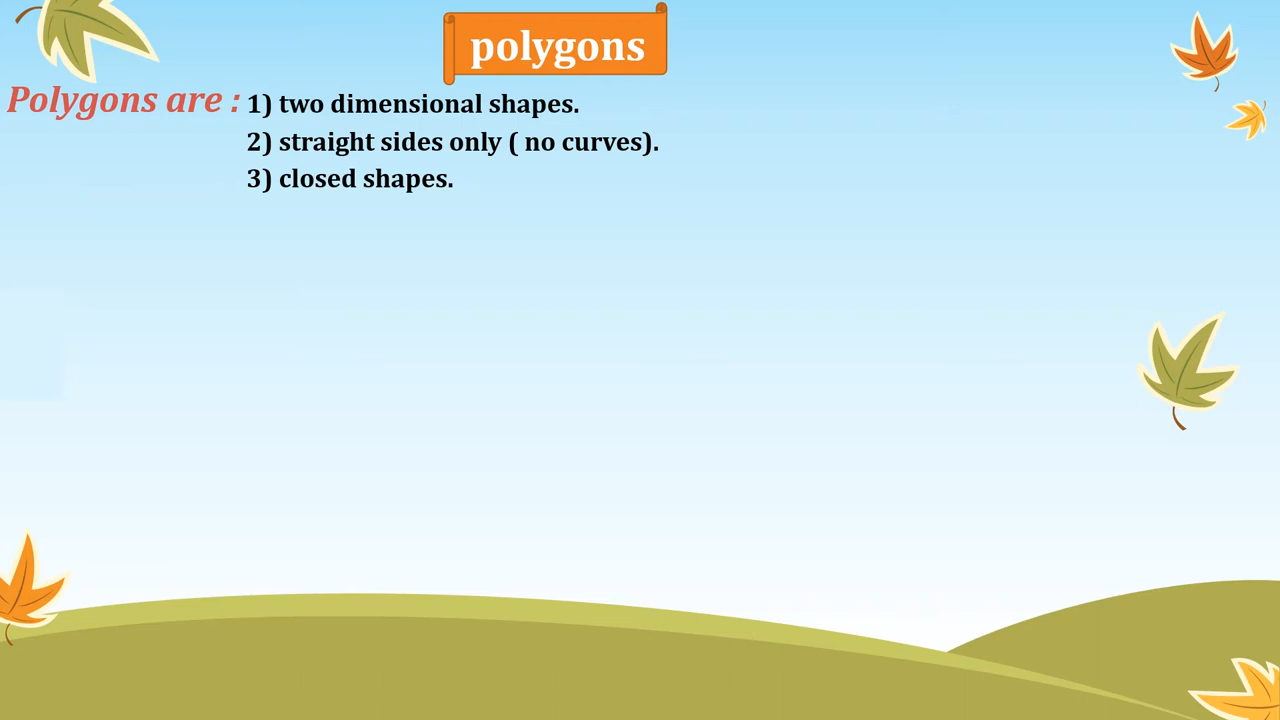 polygons
Polygons are : 1) two dimensional shapes.
2) straight sides only ( no curves).
3) closed shapes.